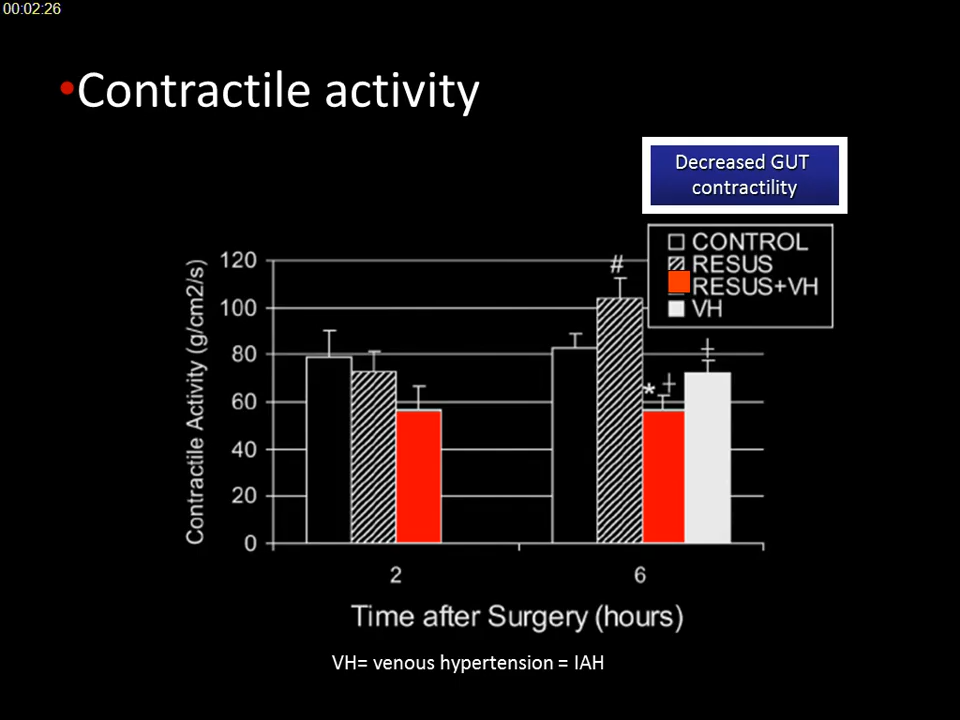 00:02:26
•Contractile activity
Decreased GUT
contractility
CONTROL
RESUS
RESUS+VH
VH
Contractile Activity (g/cm2/s)
120
100
80
60
40
20
0
#
*
‡
‡
2
6
Time after Surgery (hours)
VH= venous hypertension = IAH